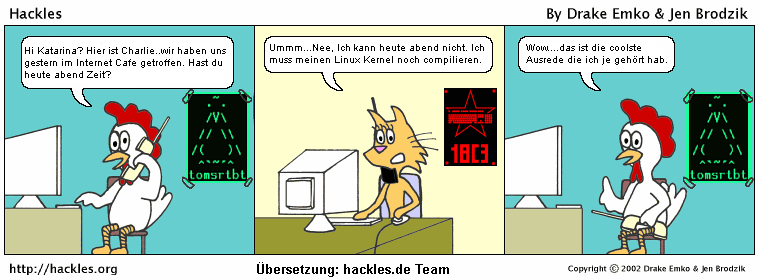 Hackles
By Drake Emko & Jen Brodzik
Hi Katarina? Hier ist Charlie..wir haben uns
gestern im Internet Cafe getroffen. Hast du
heute abend Zeit?
tomsrtbt
Ummm...Nee, Ich kann heute abend nicht. Ich
muss meinen Linux Kernel noch compilieren.
18C3
Wow....das ist die coolste
Ausrede die ich je gehört hab.
tomsrtbt
http://hackles.org
Übersetzung: hackles.de Team
Copyright © 2002 Drake Emko & Jen Brodzik